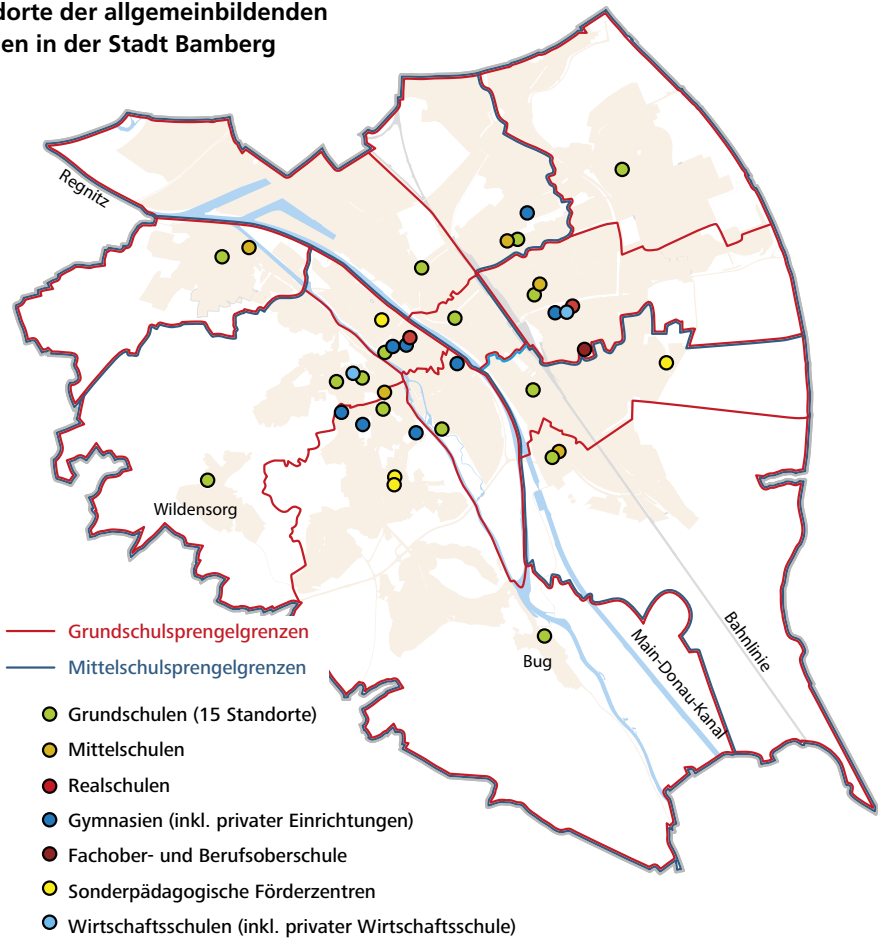 dorte der allgemeinbildenden
en in der Stadt Bamberg
Regnitz
Wildensorg
Bug
Main-Donau-Kanal
Bahnlinie
Grundschulsprengelgrenzen
Mittelschulsprengelgrenzen
Grundschulen (15 Standorte)
Mittelschulen
Realschulen
Gymnasien (inkl. privater Einrichtungen)
Fachober- und Berufsoberschule
Sonderpädagogische Förderzentren
Wirtschaftsschulen (inkl. privater Wirtschaftsschule)